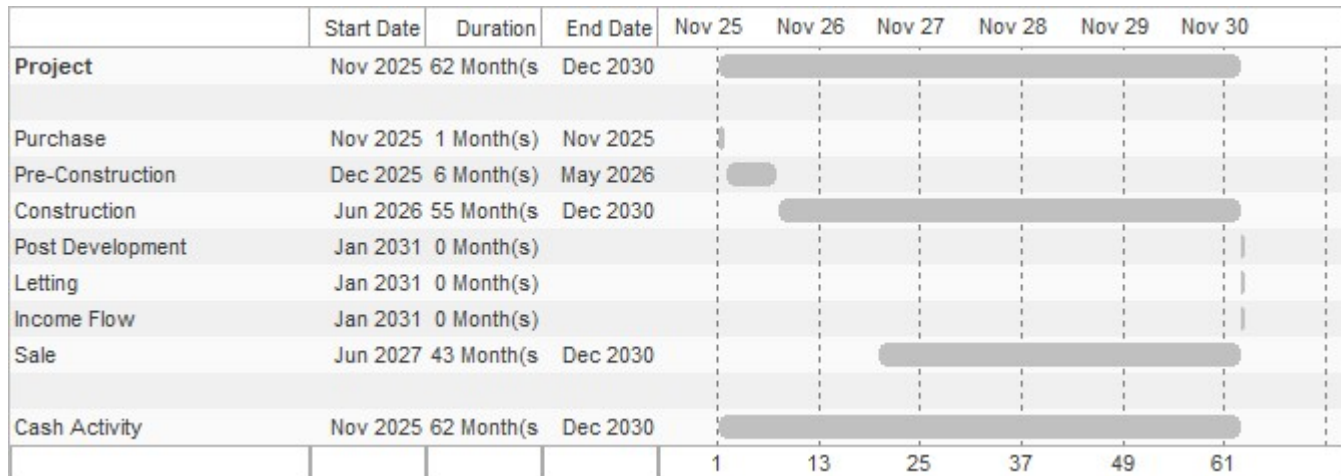 Start Date Duration End Date Nov 25 Nov 26 Nov 27 Nov 28 Nov 29 Nov 30
Project Nov 2025 62 Month(s Dec 2030
Purchase Nov 2025 1 Month(s) Nov 2025
Pre-Construction Dec 2025 6 Month(s) May 2026
Construction Jun 2026 55 Month(s Dec 2030
Post Development Jan 2031 0 Month(s)
Letting Jan 2031 0 Month(s)
Income Flow Jan 2031 0 Month(s)
Sale Jun 2027 43 Month(s Dec 2030
Cash Activity Nov 2025 62 Month(s Dec 2030
1 13 25 37 49 61